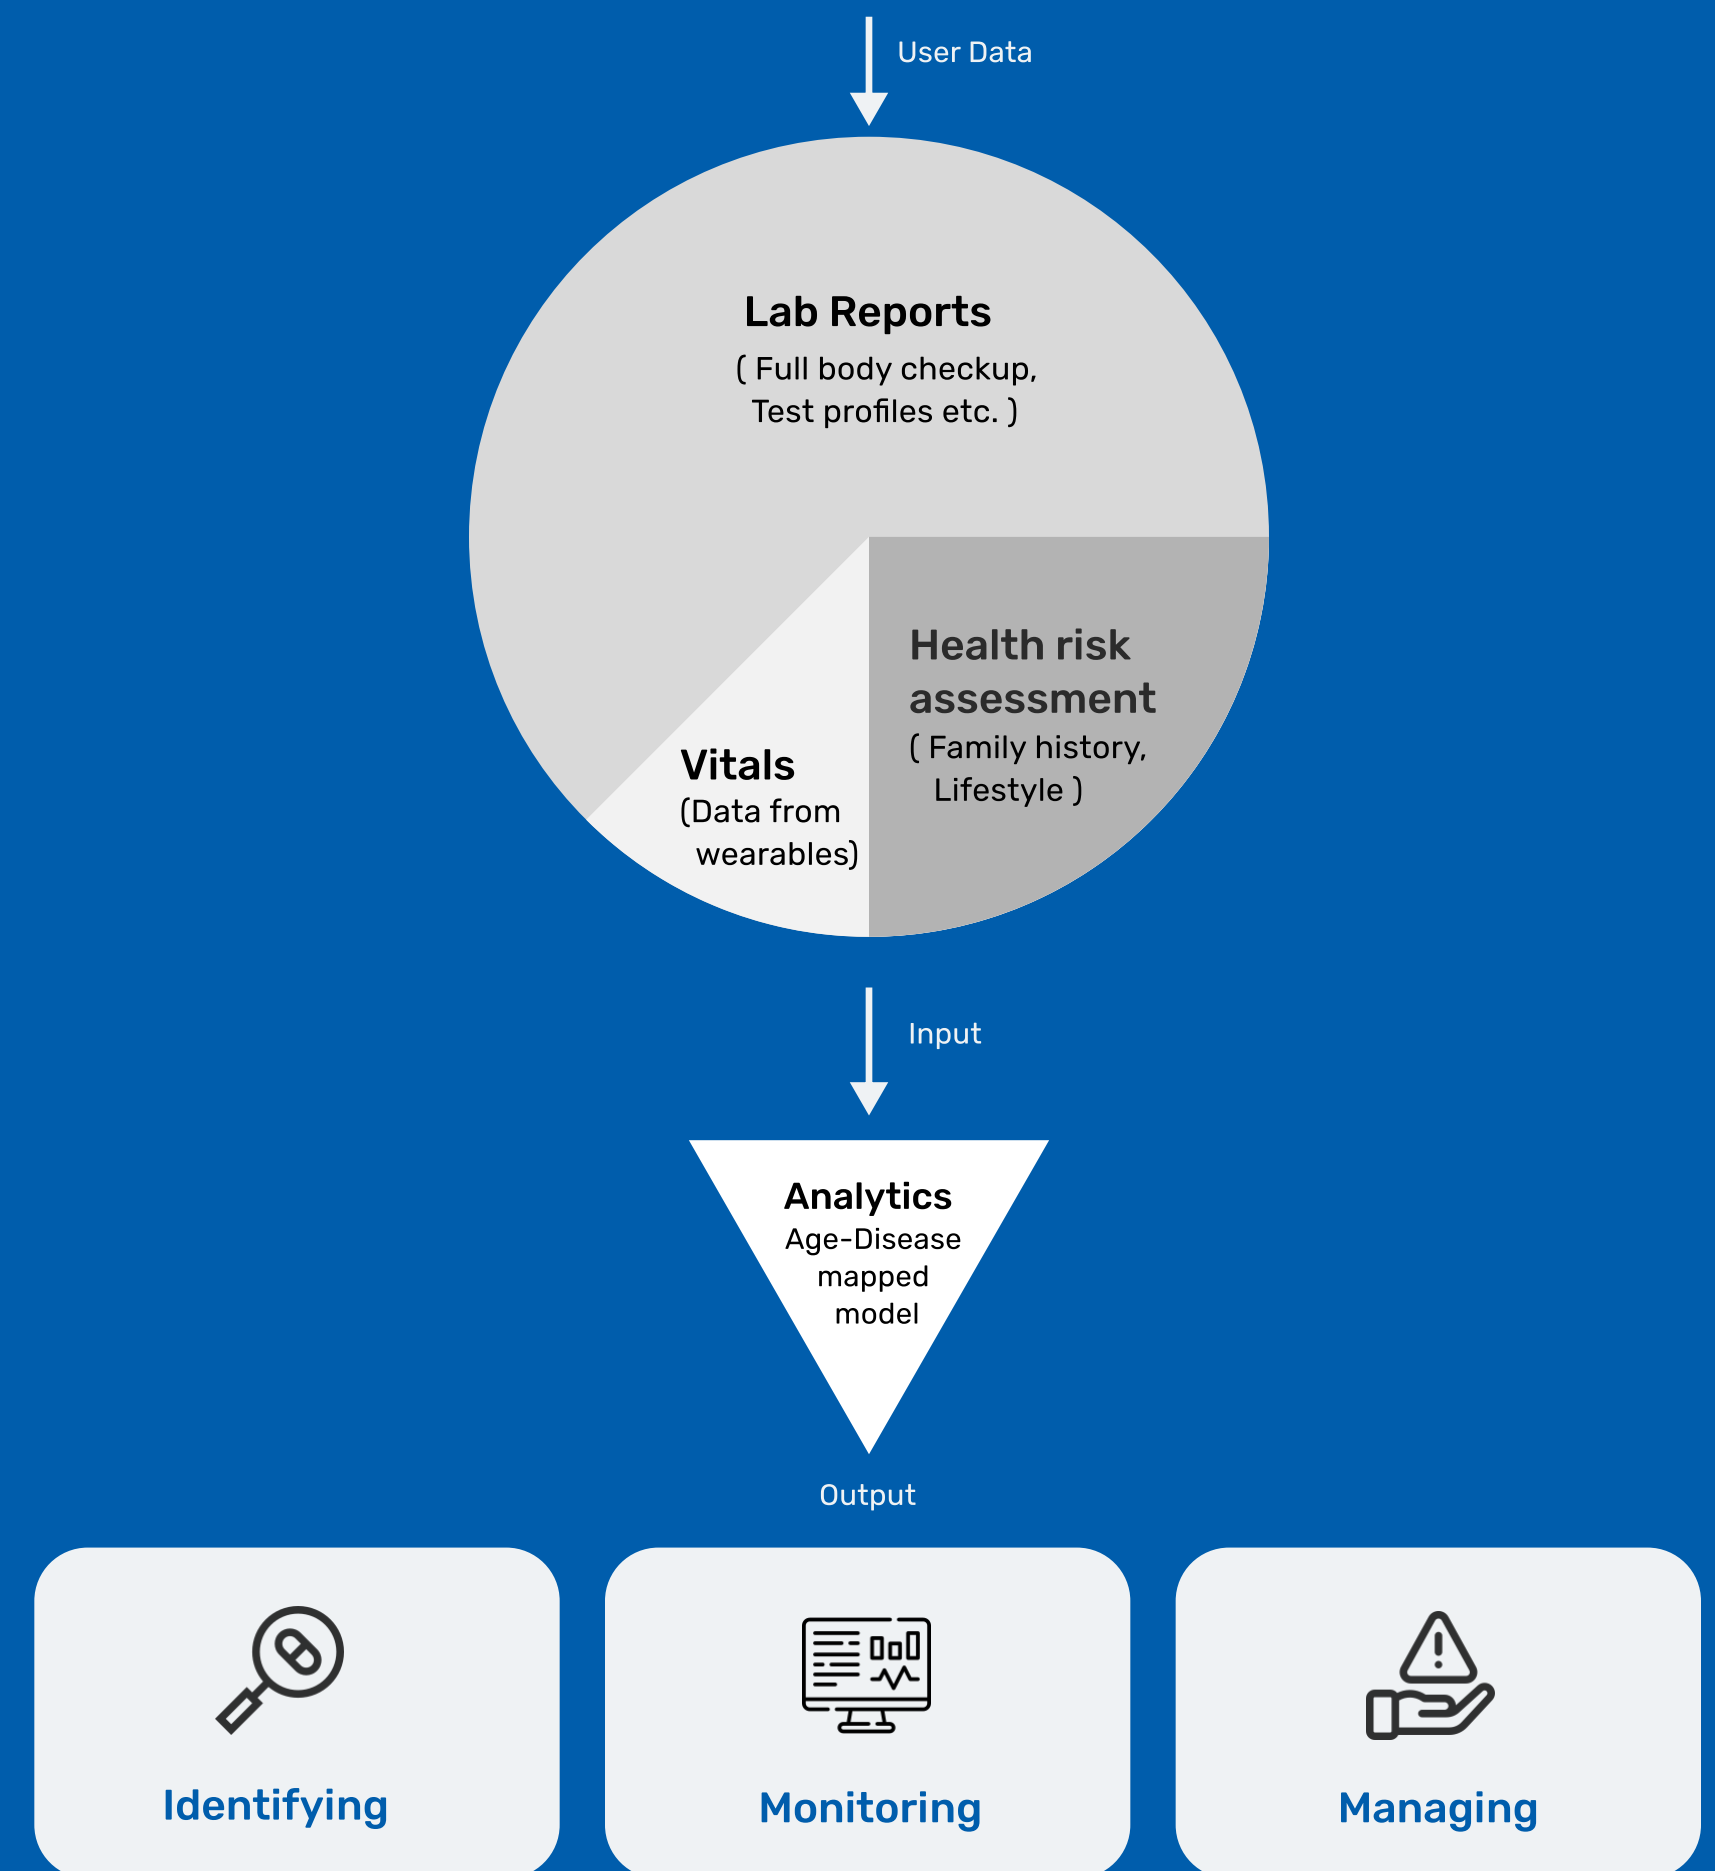 User Data
Lab Reports
( Full body checkup,
Test profiles etc. )
Health risk
assessment
( Family history,
Lifestyle )
Vitals
(Data from
wearables)
Input
Analytics
Age-Disease
mapped
model
Output
Identifying
Monitoring
Managing